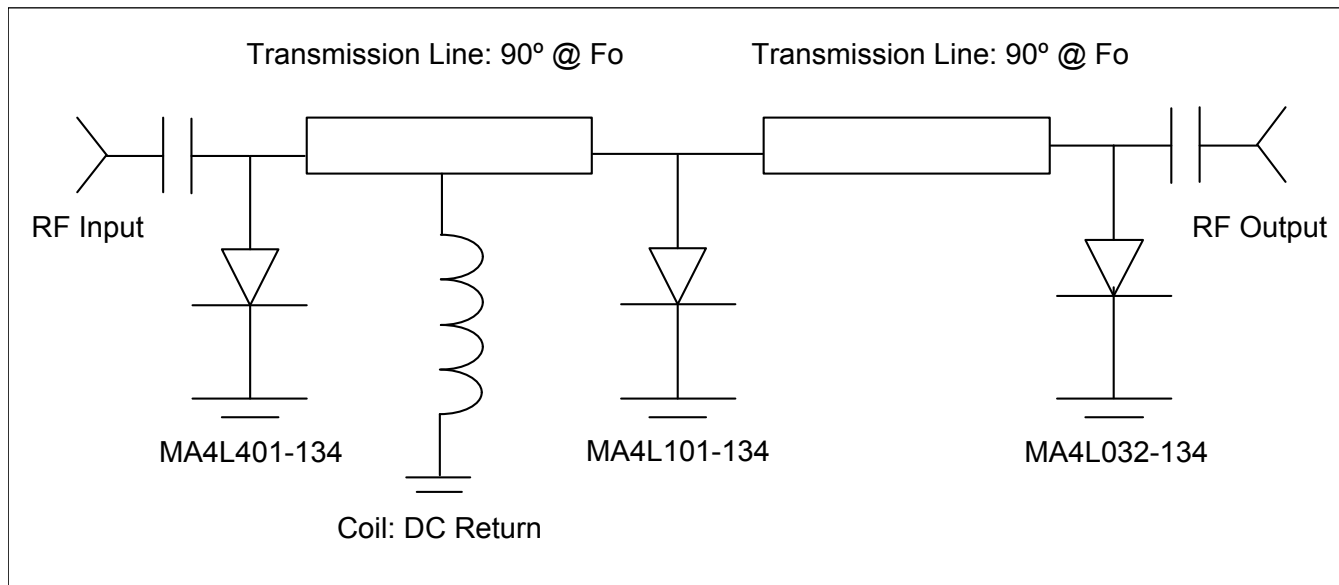 Transmission Line: 90º @ Fo
Transmission Line: 90º @ Fo
RF Input
RF Output
MA4L401-134
MA4L101-134
MA4L032-134
Coil: DC Return